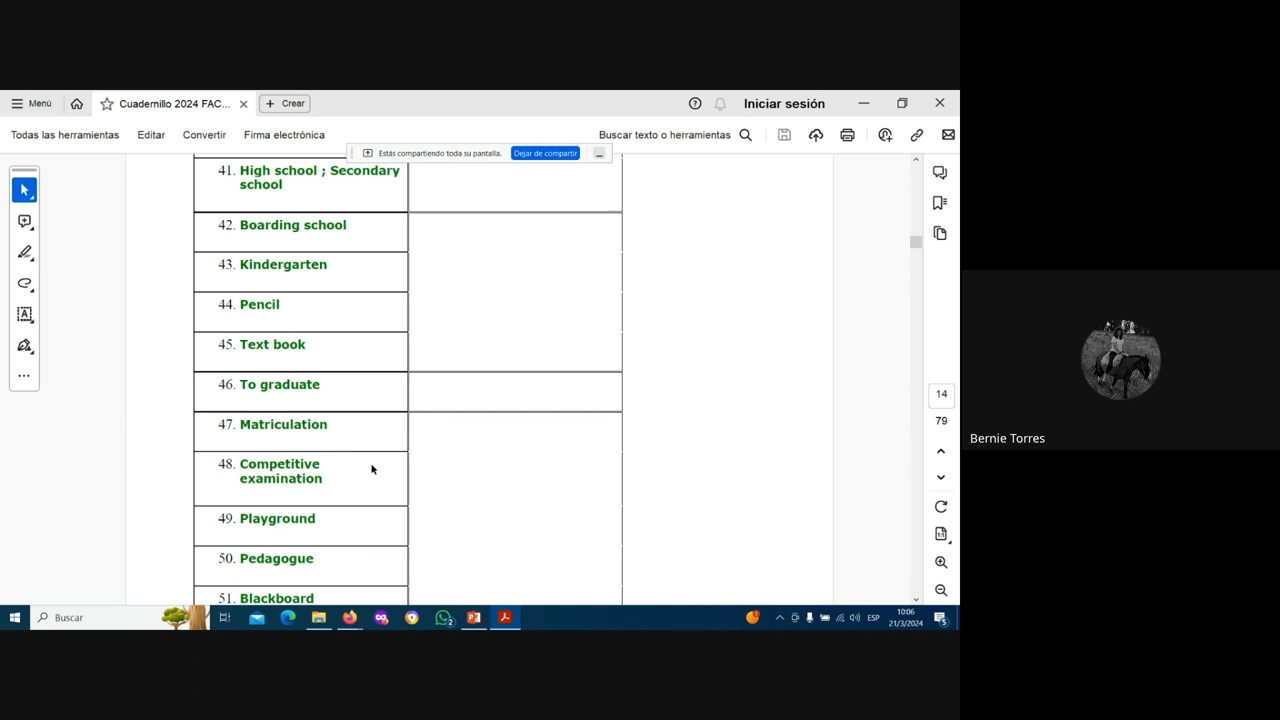 Menú
Cuadernillo 2024 FAC...
Crear
Iniciar sesión
Todas las herramientas
Editar
Convertir
Firma electrónica
Buscar texto o herramientas
Estás compartiendo toda su pantalla.
Dejar de compartir
41. High school ; Secondary
school
42. Boarding school
43. Kindergarten
44. Pencil
45. Text book
46. To graduate
47. Matriculation
48. Competitive
examination
49. Playground
50. Pedagogue
51. Blackboard
14
79
Bernie Torres
Buscar
2
ESP
10:06
21/3/2024
5